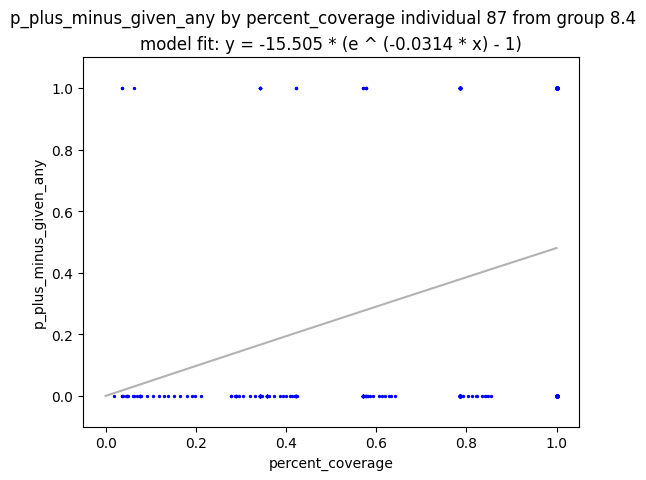 p_plus_minus_given_any by percent_coverage individual 87 from group 8.4
model fit: y = -15.505 * (e ^ (-0.0314 * x) - 1)
1.0
0.8
0.6
0.4
0.2
0.0
p_plus_minus_given_any
0.0 0.2 0.4 0.6 0.8 1.0
percent_coverage